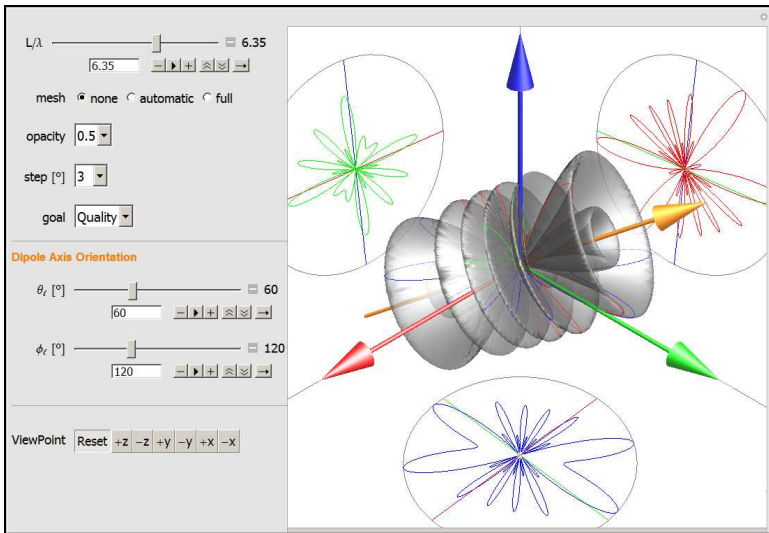 L/λ 6.35
6.35
mesh none automatic full
opacity 0.5
step [°] 3
goal Quality
Dipole Axis Orientation
θℓ [°] 60
60
ϕℓ [°] 120
120
ViewPoint Reset +z −z +y −y +x −x